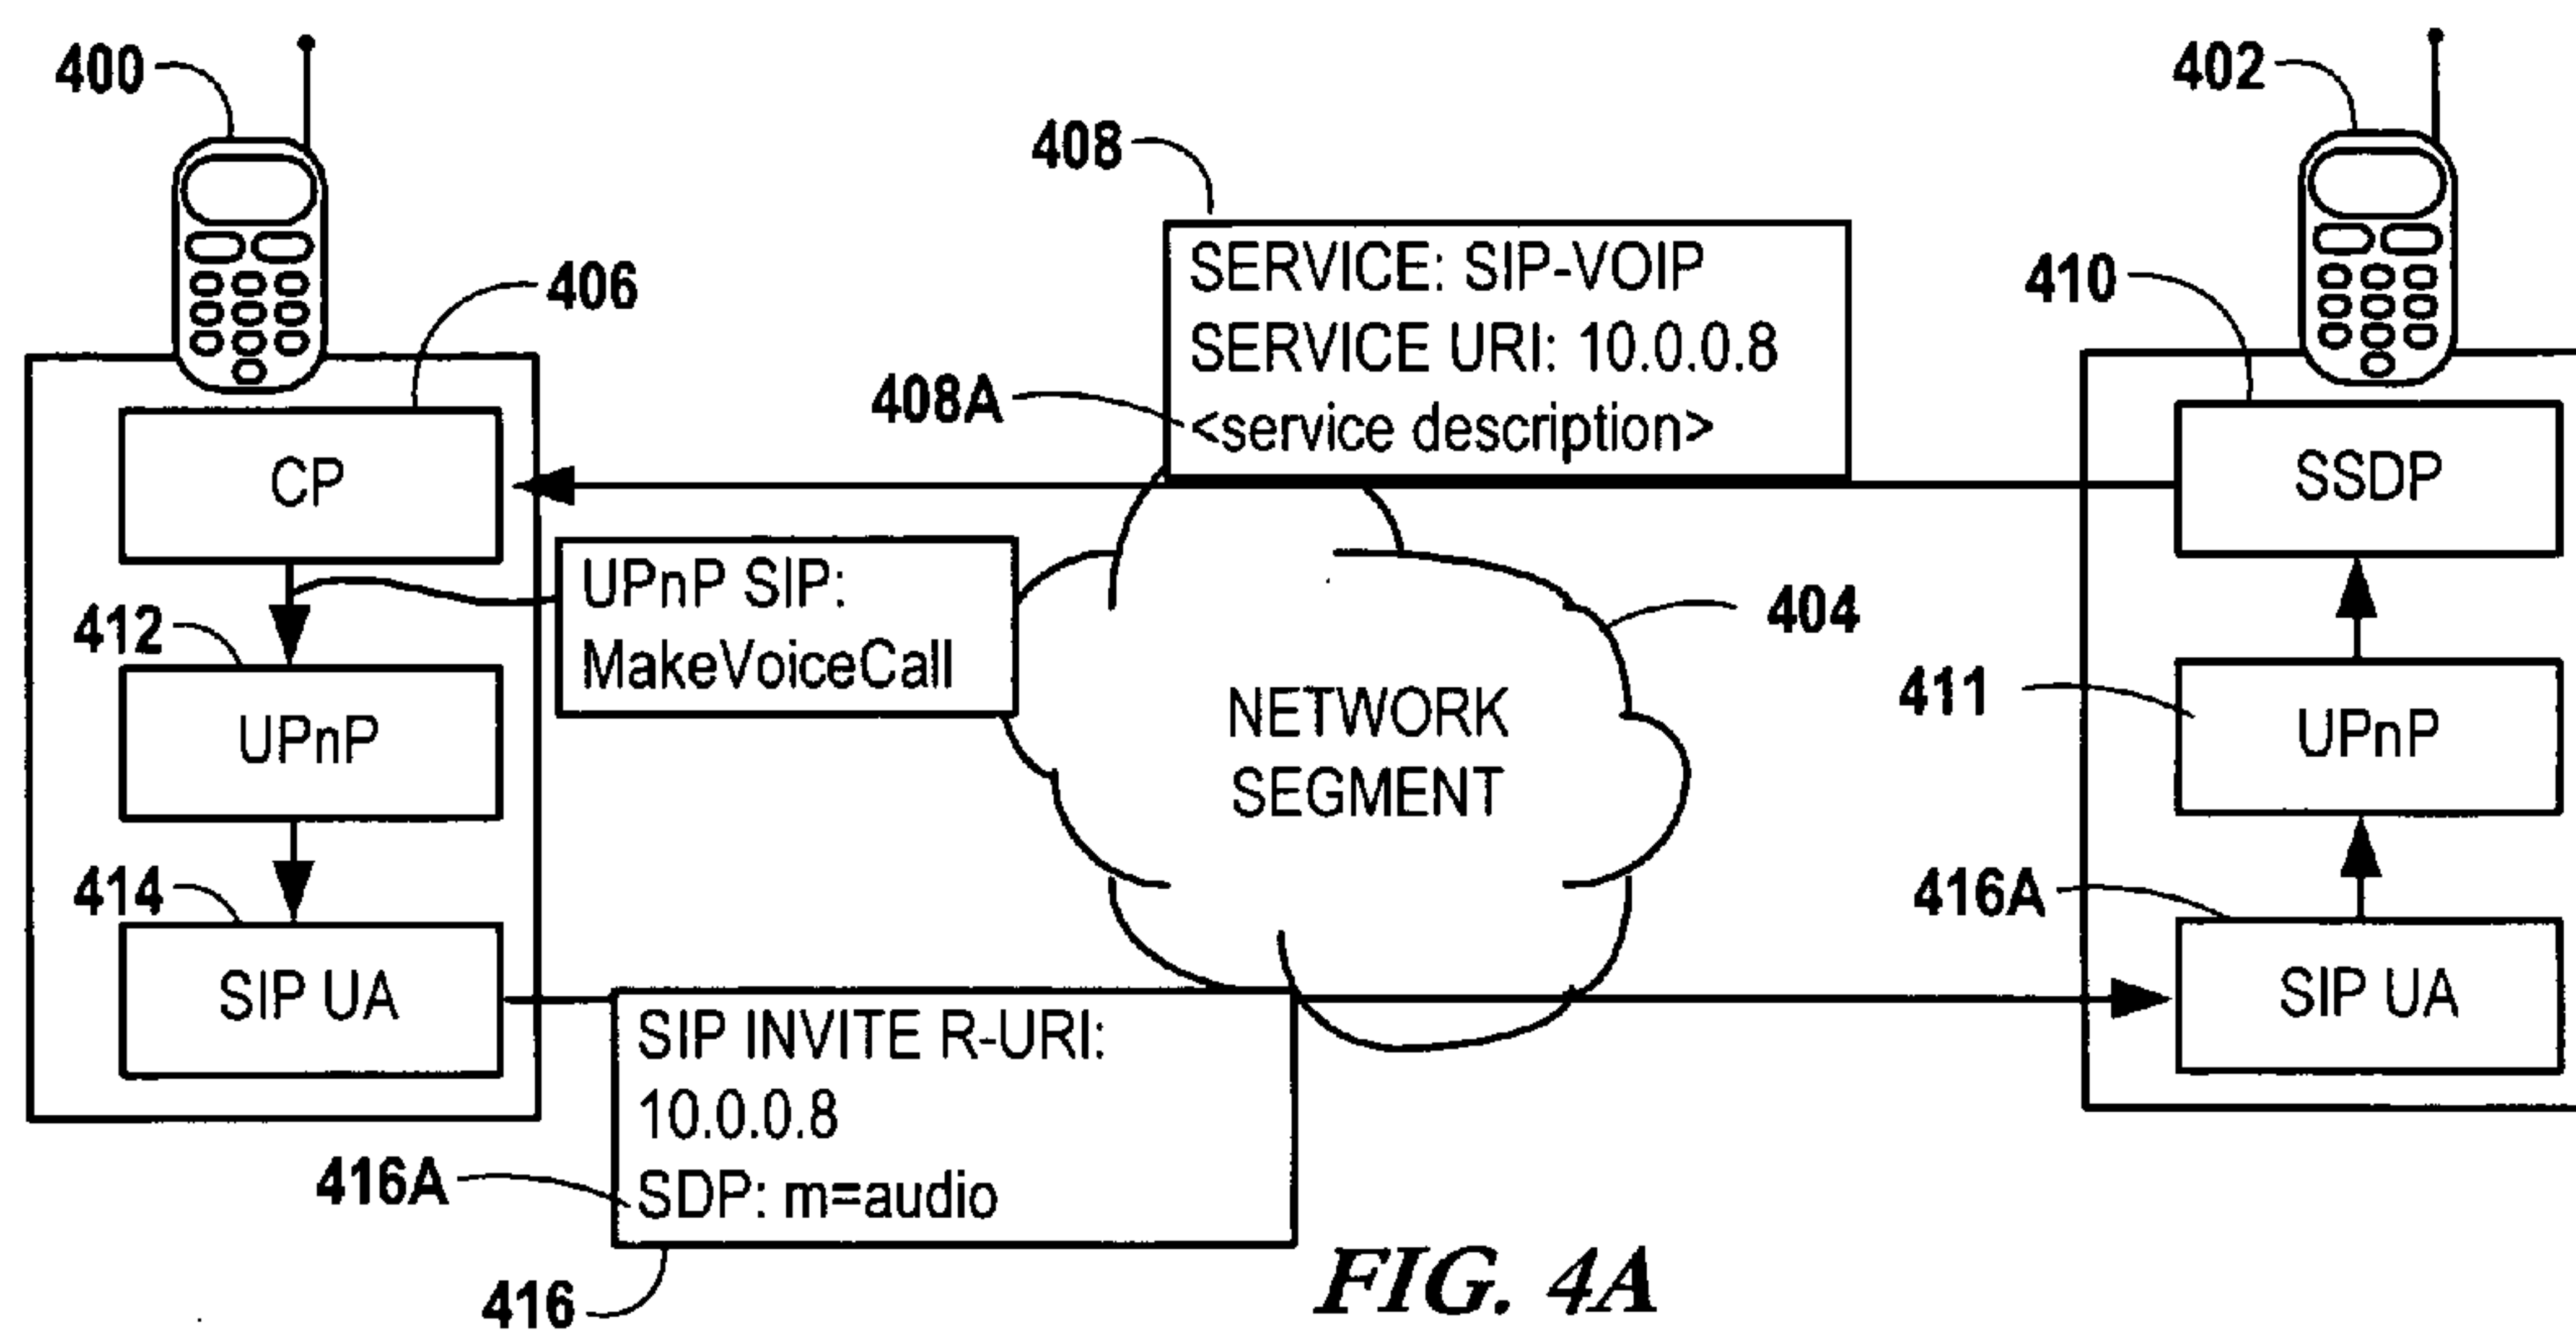 400
402
408
SERVICE: SIP-VOIP
SERVICE URI: 10.0.0.8
408A
<service description>
406
410
CP
SSDP
UPnP SIP:
MakeVoiceCall
404
412
411
UPnP
NETWORK
SEGMENT
UPnP
414
416A
SIP UA
SIP UA
SIP INVITE R-URI:
10.0.0.8
416A
SDP: m=audio
416
FIG. 4A